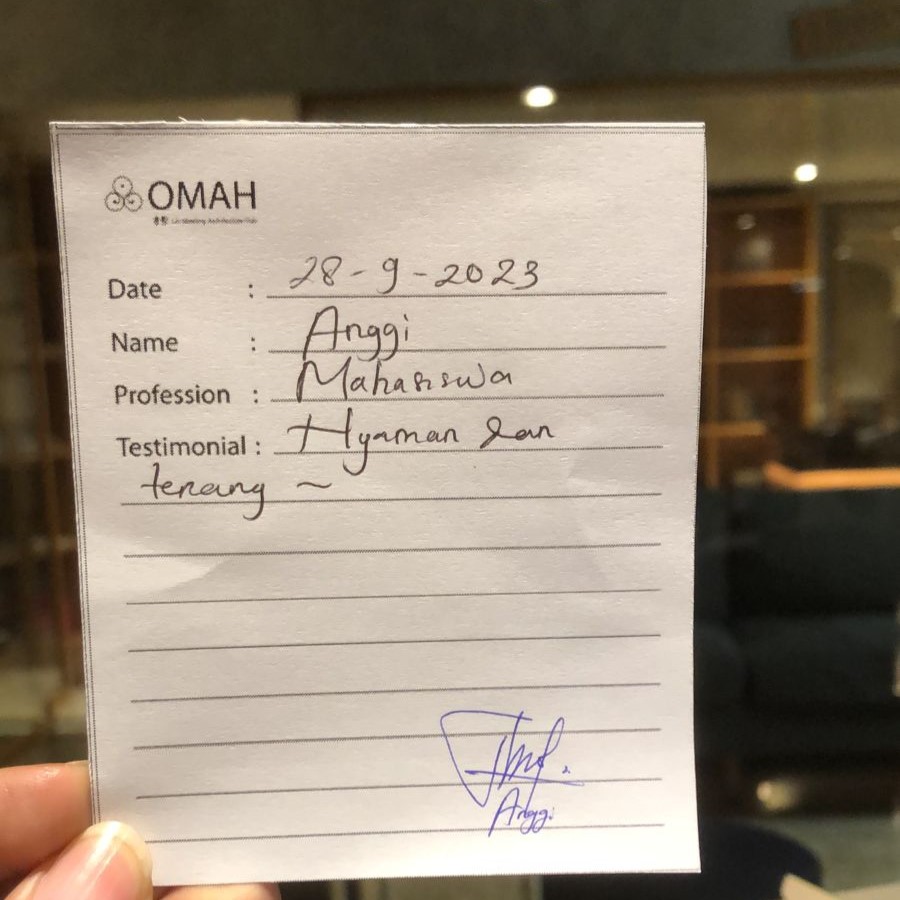 OMAH
Date : 28-9-2023
Name : Anggi
Profession : Mahasiswa
Testimonial : Nyaman dan
tenang ~
Anggi